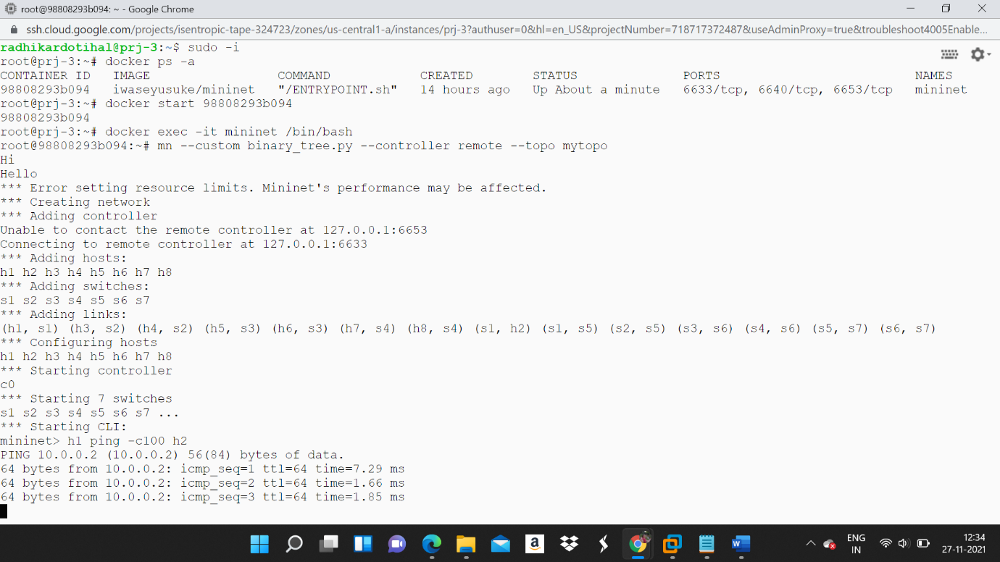 root@98808293b094: ~ - Google Chrome
ssh.cloud.google.com/projects/isentropic-tape-324723/zones/us-central1-a/instances/prj-3?authuser=0&hl=en_US&projectNumber=718717372487&useAdminProxy=true&troubleshoot4005Enable...
radhikardotihal@prj-3:~$ sudo -i
root@prj-3:~# docker ps -a
CONTAINER ID IMAGE COMMAND CREATED STATUS PORTS NAMES
98808293b094 iwaseyusuke/mininet "/ENTRYPOINT.sh" 14 hours ago Up About a minute 6633/tcp, 6640/tcp, 6653/tcp mininet
root@prj-3:~# docker start 98808293b094
98808293b094
root@prj-3:~# docker exec -it mininet /bin/bash
root@98808293b094:~# mn --custom binary_tree.py --controller remote --topo mytopo
Hi
Hello
*** Error setting resource limits. Mininet's performance may be affected.
*** Creating network
*** Adding controller
Unable to contact the remote controller at 127.0.0.1:6653
Connecting to remote controller at 127.0.0.1:6633
*** Adding hosts:
h1 h2 h3 h4 h5 h6 h7 h8
*** Adding switches:
s1 s2 s3 s4 s5 s6 s7
*** Adding links:
(h1, s1) (h3, s2) (h4, s2) (h5, s3) (h6, s3) (h7, s4) (h8, s4) (s1, h2) (s1, s5) (s2, s5) (s3, s6) (s4, s6) (s5, s7) (s6, s7)
*** Configuring hosts
h1 h2 h3 h4 h5 h6 h7 h8
*** Starting controller
c0
*** Starting 7 switches
s1 s2 s3 s4 s5 s6 s7 ...
*** Starting CLI:
mininet> h1 ping -c100 h2
PING 10.0.0.2 (10.0.0.2) 56(84) bytes of data.
64 bytes from 10.0.0.2: icmp_seq=1 ttl=64 time=7.29 ms
64 bytes from 10.0.0.2: icmp_seq=2 ttl=64 time=1.66 ms
64 bytes from 10.0.0.2: icmp_seq=3 ttl=64 time=1.85 ms
ENG
IN
12:34
27-11-2021